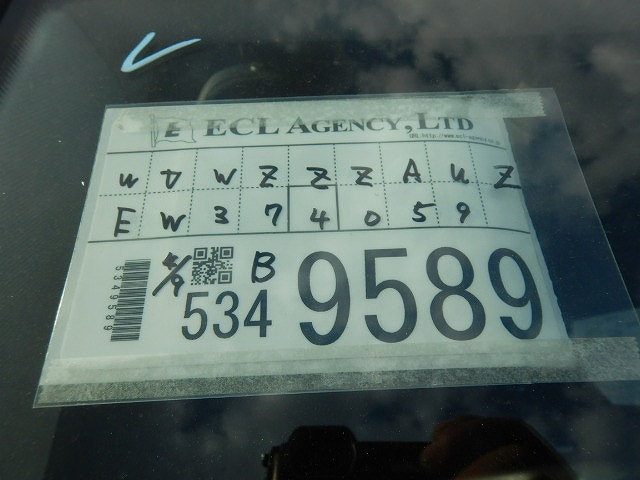 E ECL AGENCY, LTD
W V W Z Z Z A U Z
E W 3 7 4 0 5 9
B
534 9589
5349589